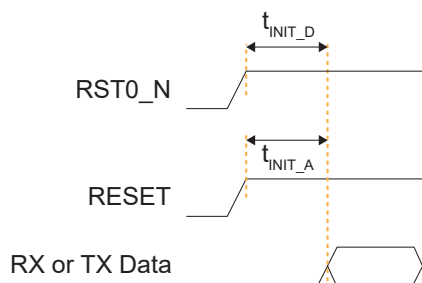 tINIT_D
RST0_N
tINIT_A
RESET
RX or TX Data